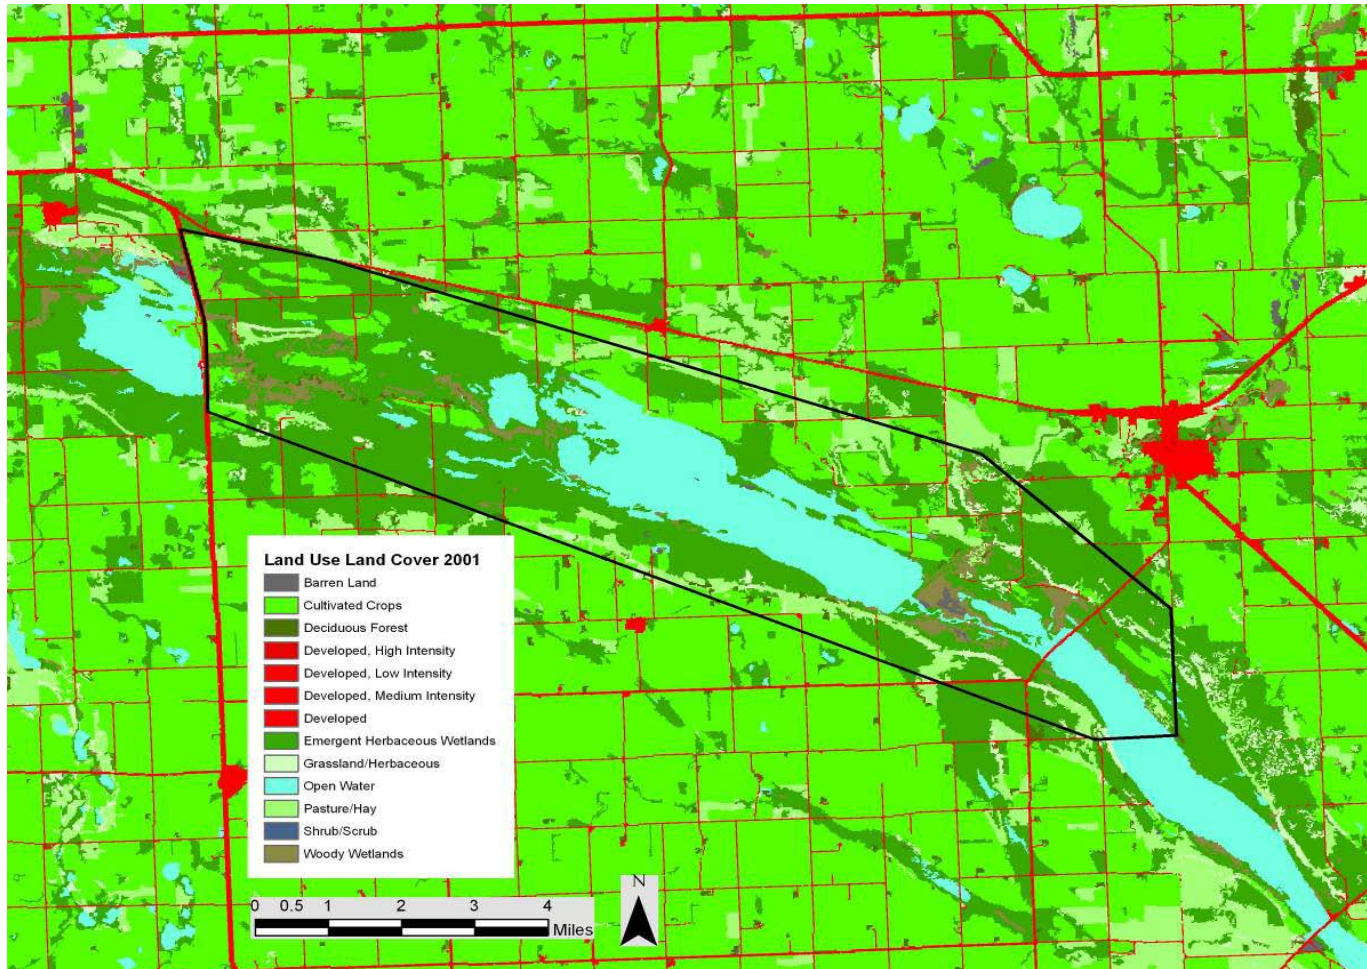 Land Use Land Cover 2001
Barren Land
Cultivated Crops
Deciduous Forest
Developed, High Intensity
Developed, Low Intensity
Developed, Medium Intensity
Developed
Emergent Herbaceous Wetlands
Grassland/Herbaceous
Open Water
Pasture/Hay
Shrub/Scrub
Woody Wetlands
0 0.5 1 2 3 4
Miles
N
5